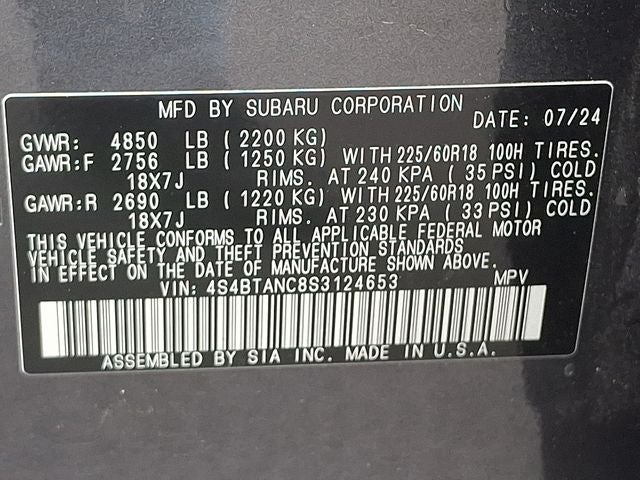 MFD BY SUBARU CORPORATION
DATE: 07/24
GVWR: 4850 LB ( 2200 KG)
GAWR:F 2756 LB ( 1250 KG) WITH 225/60R18 100H TIRES.
18X7J RIMS. AT 240 KPA ( 35 PSI) COLD
GAWR:R 2690 LB ( 1220 KG) WITH 225/60R18 100H TIRES.
18X7J RIMS. AT 230 KPA ( 33 PSI) COLD
THIS VEHICLE CONFORMS TO ALL APPLICABLE FEDERAL MOTOR
VEHICLE SAFETY AND THEFT PREVENTION STANDARDS
IN EFFECT ON THE DATE OF MANUFACTURE SHOWN ABOVE.
VIN: 4S4BTANC8S3124653 MPV
ASSEMBLED BY SIA INC. MADE IN U.S.A.